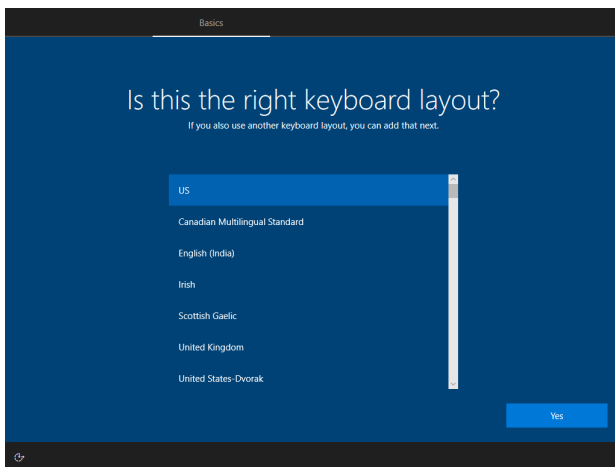 Basics
Is this the right keyboard layout?
If you also use another keyboard layout, you can add that next.
US
Canadian Multilingual Standard
English (India)
Irish
Scottish Gaelic
United Kingdom
United States-Dvorak
Yes